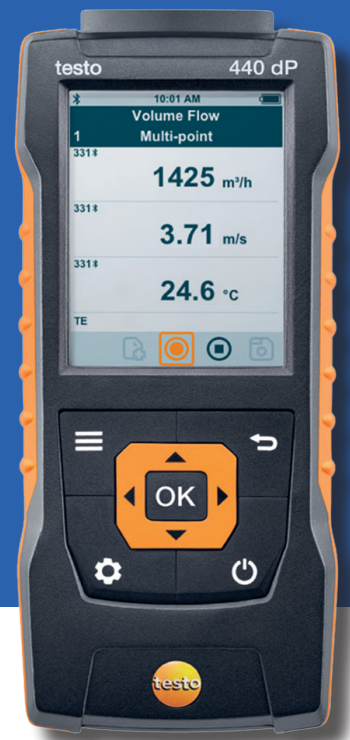 testo 440 dP
10:01 AM
Volume Flow
1 Multi-point
331
1425 m³/h
331
3.71 m/s
331
24.6 °C
TE
OK
testo